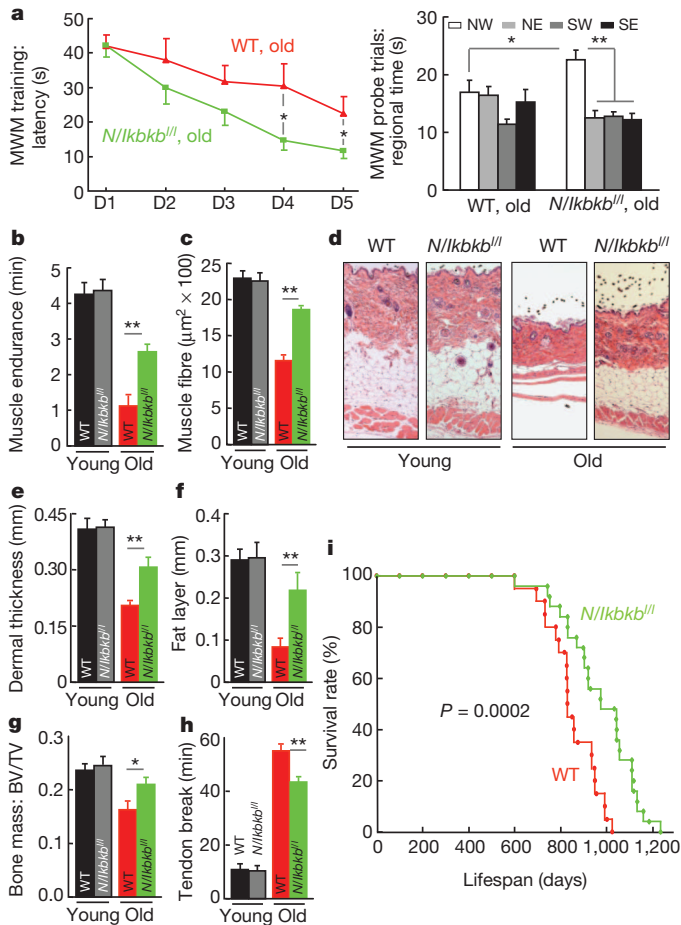 a
MWM training:
latency (s)
50
40
30
20
10
0
WT, old
N/Ikbkb^l/l, old
*
*
D1 D2 D3 D4 D5
MWM probe trials:
regional time (s)
30
20
10
0
NW NE SW SE
*
**
WT, old N/Ikbkb^l/l, old
b
Muscle endurance (min)
5
4
3
2
1
0
**
WT
N/Ikbkb^l/l
WT
N/Ikbkb^l/l
Young Old
c
Muscle fibre (μm² × 100)
25
20
15
10
5
0
**
WT
N/Ikbkb^l/l
WT
N/Ikbkb^l/l
Young Old
d
WT N/Ikbkb^l/l WT N/Ikbkb^l/l
Young Old
e
Dermal thickness (mm)
0.45
0.30
0.15
0
**
WT
N/Ikbkb^l/l
WT
N/Ikbkb^l/l
Young Old
f
Fat layer (mm)
0.4
0.3
0.2
0.1
0
**
WT
N/Ikbkb^l/l
WT
N/Ikbkb^l/l
Young Old
g
Bone mass: BV/TV
0.3
0.2
0.1
0.0
*
WT
N/Ikbkb^l/l
WT
N/Ikbkb^l/l
Young Old
h
Tendon break (min)
60
40
20
0
**
WT
N/Ikbkb^l/l
WT
N/Ikbkb^l/l
Young Old
i
Survival rate (%)
100
80
60
40
20
0
N/Ikbkb^l/l
P = 0.0002
WT
0 200 400 600 800 1,000 1,200
Lifespan (days)